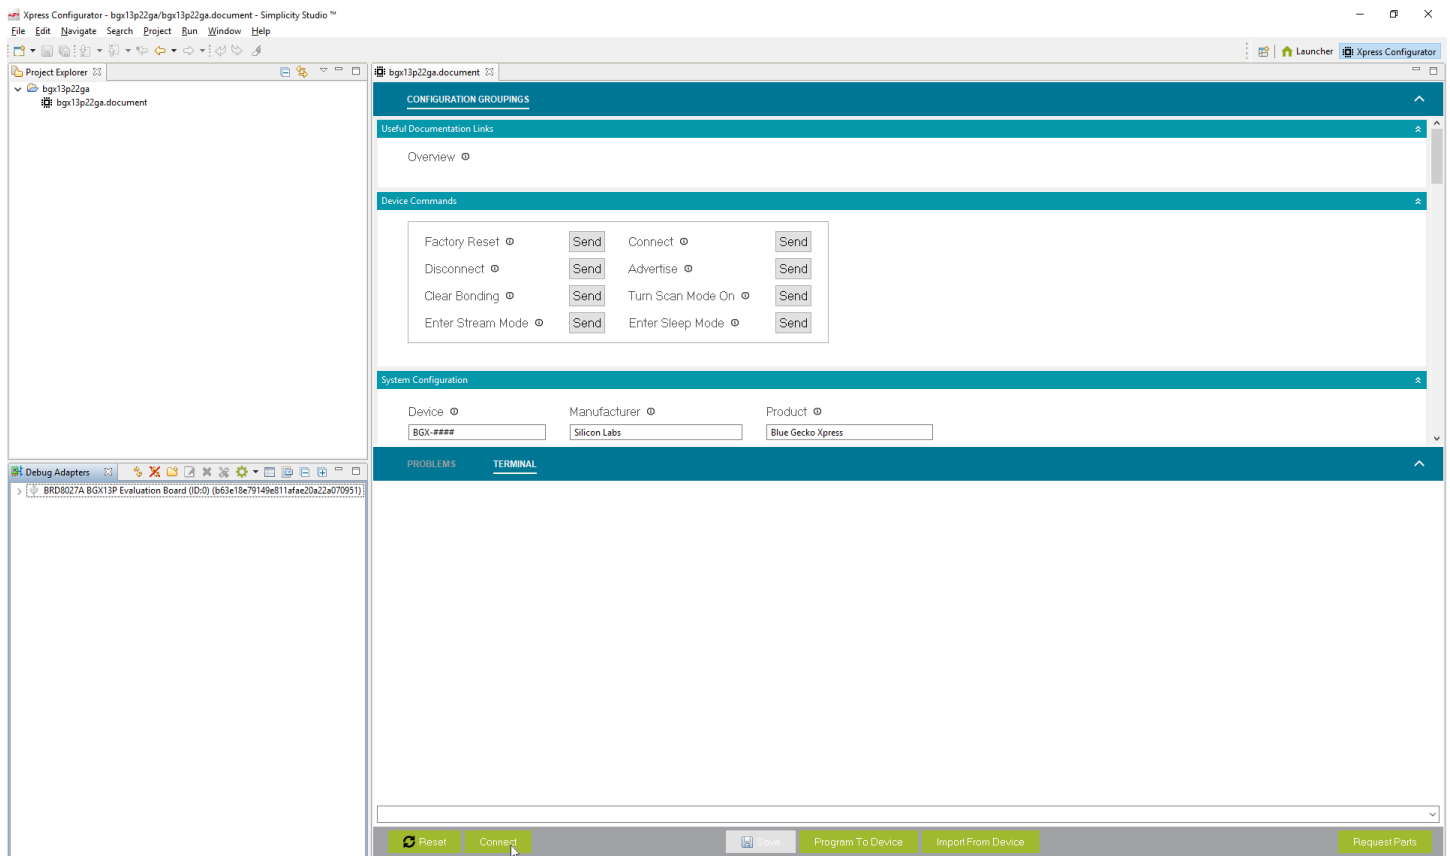 Xpress Configurator - bgx13p22ga/bgx13p22ga.document - Simplicity Studio ™
File Edit Navigate Search Project Run Window Help
Launcher Xpress Configurator
Project Explorer
bgx13p22ga
bgx13p22ga.document
bgx13p22ga.document
CONFIGURATION GROUPINGS
Useful Documentation Links
Overview
Device Commands
Factory Reset Send Connect Send
Disconnect Send Advertise Send
Clear Bonding Send Turn Scan Mode On Send
Enter Stream Mode Send Enter Sleep Mode Send
System Configuration
Device Manufacturer Product
BGX-#### Silicon Labs Blue Gecko Xpress
Debug Adapters
BRD8027A BGX13P Evaluation Board (ID:0) (b63e18e79149e811afae20a22a070951)
PROBLEMS TERMINAL
Reset Connect Save Program To Device Import From Device Request Parts